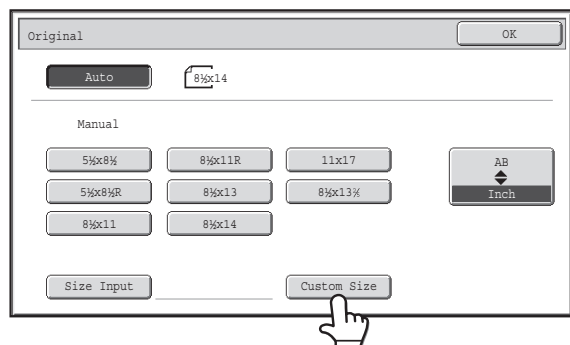 Original OK
Auto 8½x14
Manual
5½x8½ 8½x11R 11x17 AB
5½x8½R 8½x13 8½x13⅖ Inch
8½x11 8½x14
Size Input Custom Size